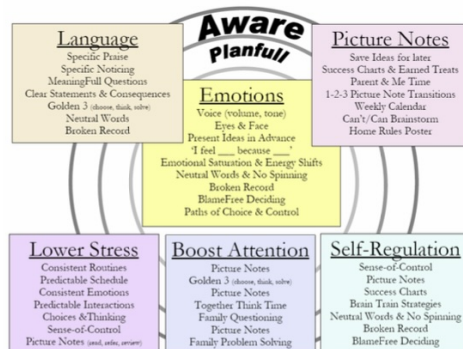 Aware
Planfull
Language
Specific Praise
Specific Noticing
MeaningFull Questions
Clear Statements & Consequences
Golden 3 (choose, think, solve)
Neutral Words
Broken Record
Emotions
Voice (volume, tone)
Eyes & Face
Present Ideas in Advance
'I feel ___ because ___'
Emotional Saturation & Energy Shifts
Neutral Words & No Spinning
Broken Record
BlameFree Deciding
Paths of Choice & Control
Picture Notes
Save Ideas for later
Success Charts & Earned Treats
Parent & Me Time
1-2-3 Picture Note Transitions
Weekly Calendar
Can't/Can Brainstorm
Home Rules Poster
Lower Stress
Consistent Routines
Predictable Schedule
Consistent Emotions
Predictable Interactions
Choices &Thinking
Sense-of-Control
Picture Notes
Boost Attention
Picture Notes
Golden 3 (choose, think, solve)
Picture Notes
Together Think Time
Family Questioning
Picture Notes
Family Problem Solving
Self-Regulation
Sense-of-Control
Picture Notes
Success Charts
Brain Train Strategies
Neutral Words & No Spinning
Broken Record
BlameFree Deciding